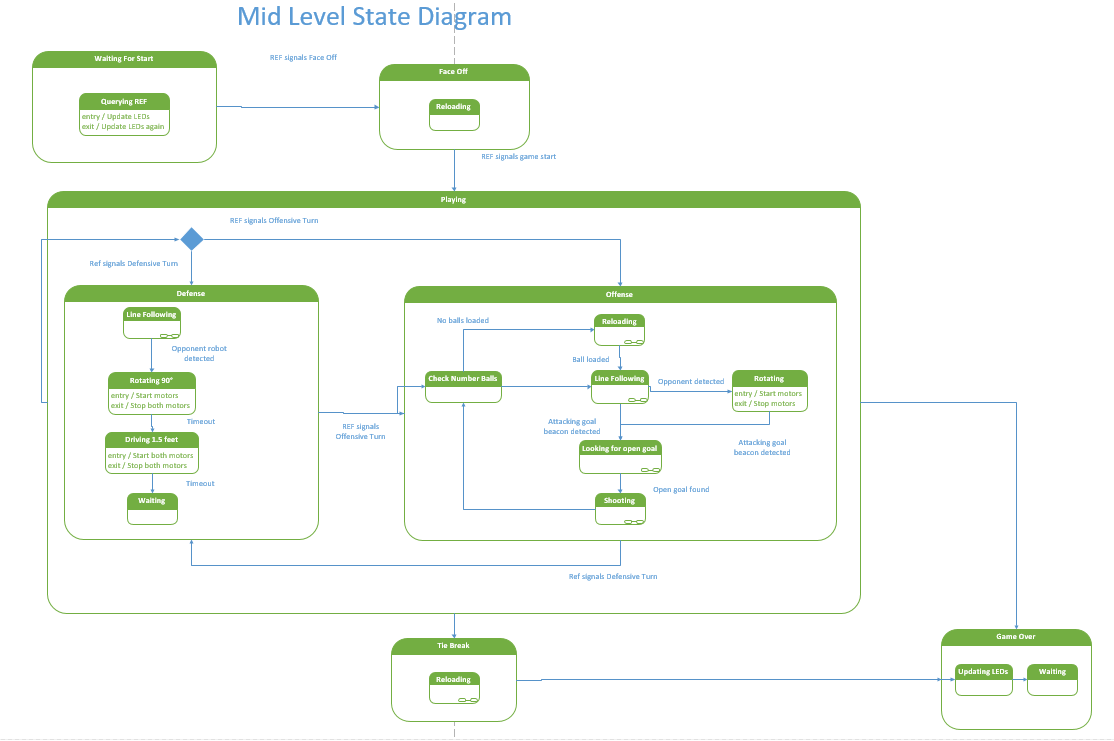 Mid Level State Diagram
Waiting For Start
REF signals Face Off
Face Off
Querying REF
entry / Update LEDs
exit / Update LEDs again
Reloading
REF signals game start
Playing
REF signals Offensive Turn
Ref signals Defensive Turn
Defense
Line Following
Opponent robot
detected
Rotating 90°
entry / Start motors
exit / Stop both motors
Timeout
Driving 1.5 feet
entry / Start both motors
exit / Stop both motors
Timeout
Waiting
REF signals
Offensive Turn
Offense
No balls loaded
Reloading
Ball loaded
Check Number Balls
Line Following
Opponent detected
Rotating
entry / Start motors
exit / Stop motors
Attacking goal
beacon detected
Attacking goal
beacon detected
Looking for open goal
Open goal found
Shooting
Ref signals Defensive Turn
Tie Break
Reloading
Game Over
Updating LEDs
Waiting